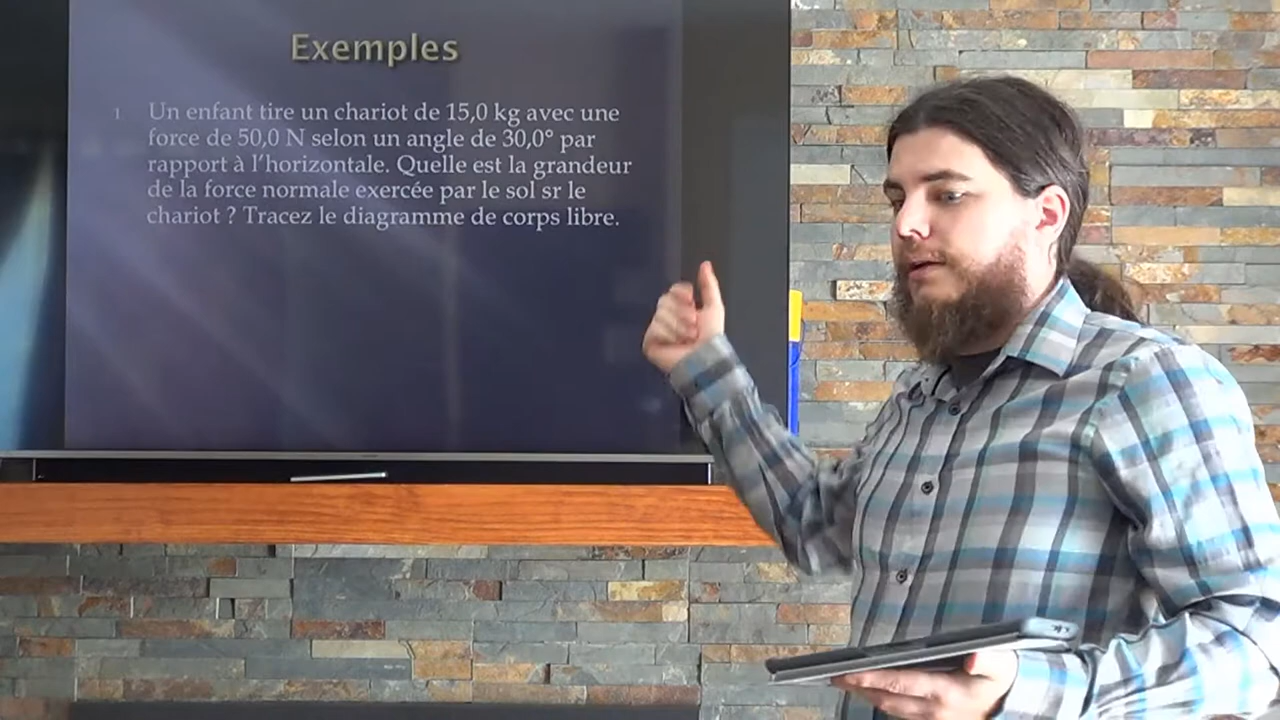 Exemples
1. Un enfant tire un chariot de 15,0 kg avec une
force de 50,0 N selon un angle de 30,0° par
rapport à l'horizontale. Quelle est la grandeur
de la force normale exercée par le sol sr le
chariot ? Tracez le diagramme de corps libre.